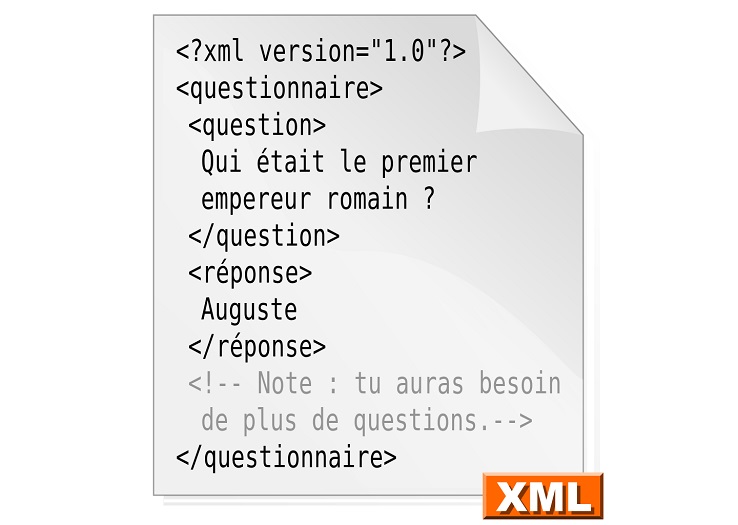 <?xml version="1.0"?>
<questionnaire>
<question>
Qui était le premier
empereur romain ?
</question>
<réponse>
Auguste
</réponse>
<!-- Note : tu auras besoin
de plus de questions.-->
</questionnaire>
XML